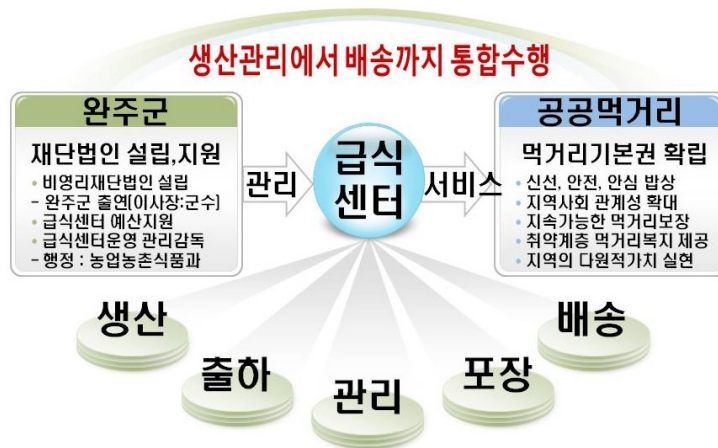 생산관리에서 배송까지 통합수행
완주군
재단법인 설립,지원
• 비영리재단법인 설립
– 완주군 출연(이사장:군수)
• 급식센터 예산지원
• 급식센터운영 관리감독
– 행정 : 농업농촌식품과
관리
급식
센터
서비스
공공먹거리
먹거리기본권 확립
• 신선, 안전, 안심 밥상
• 지역사회 관계성 확대
• 지속가능한 먹거리보장
• 취약계층 먹거리복지 제공
• 지역의 다원적가치 실현
생산
출하
관리
포장
배송